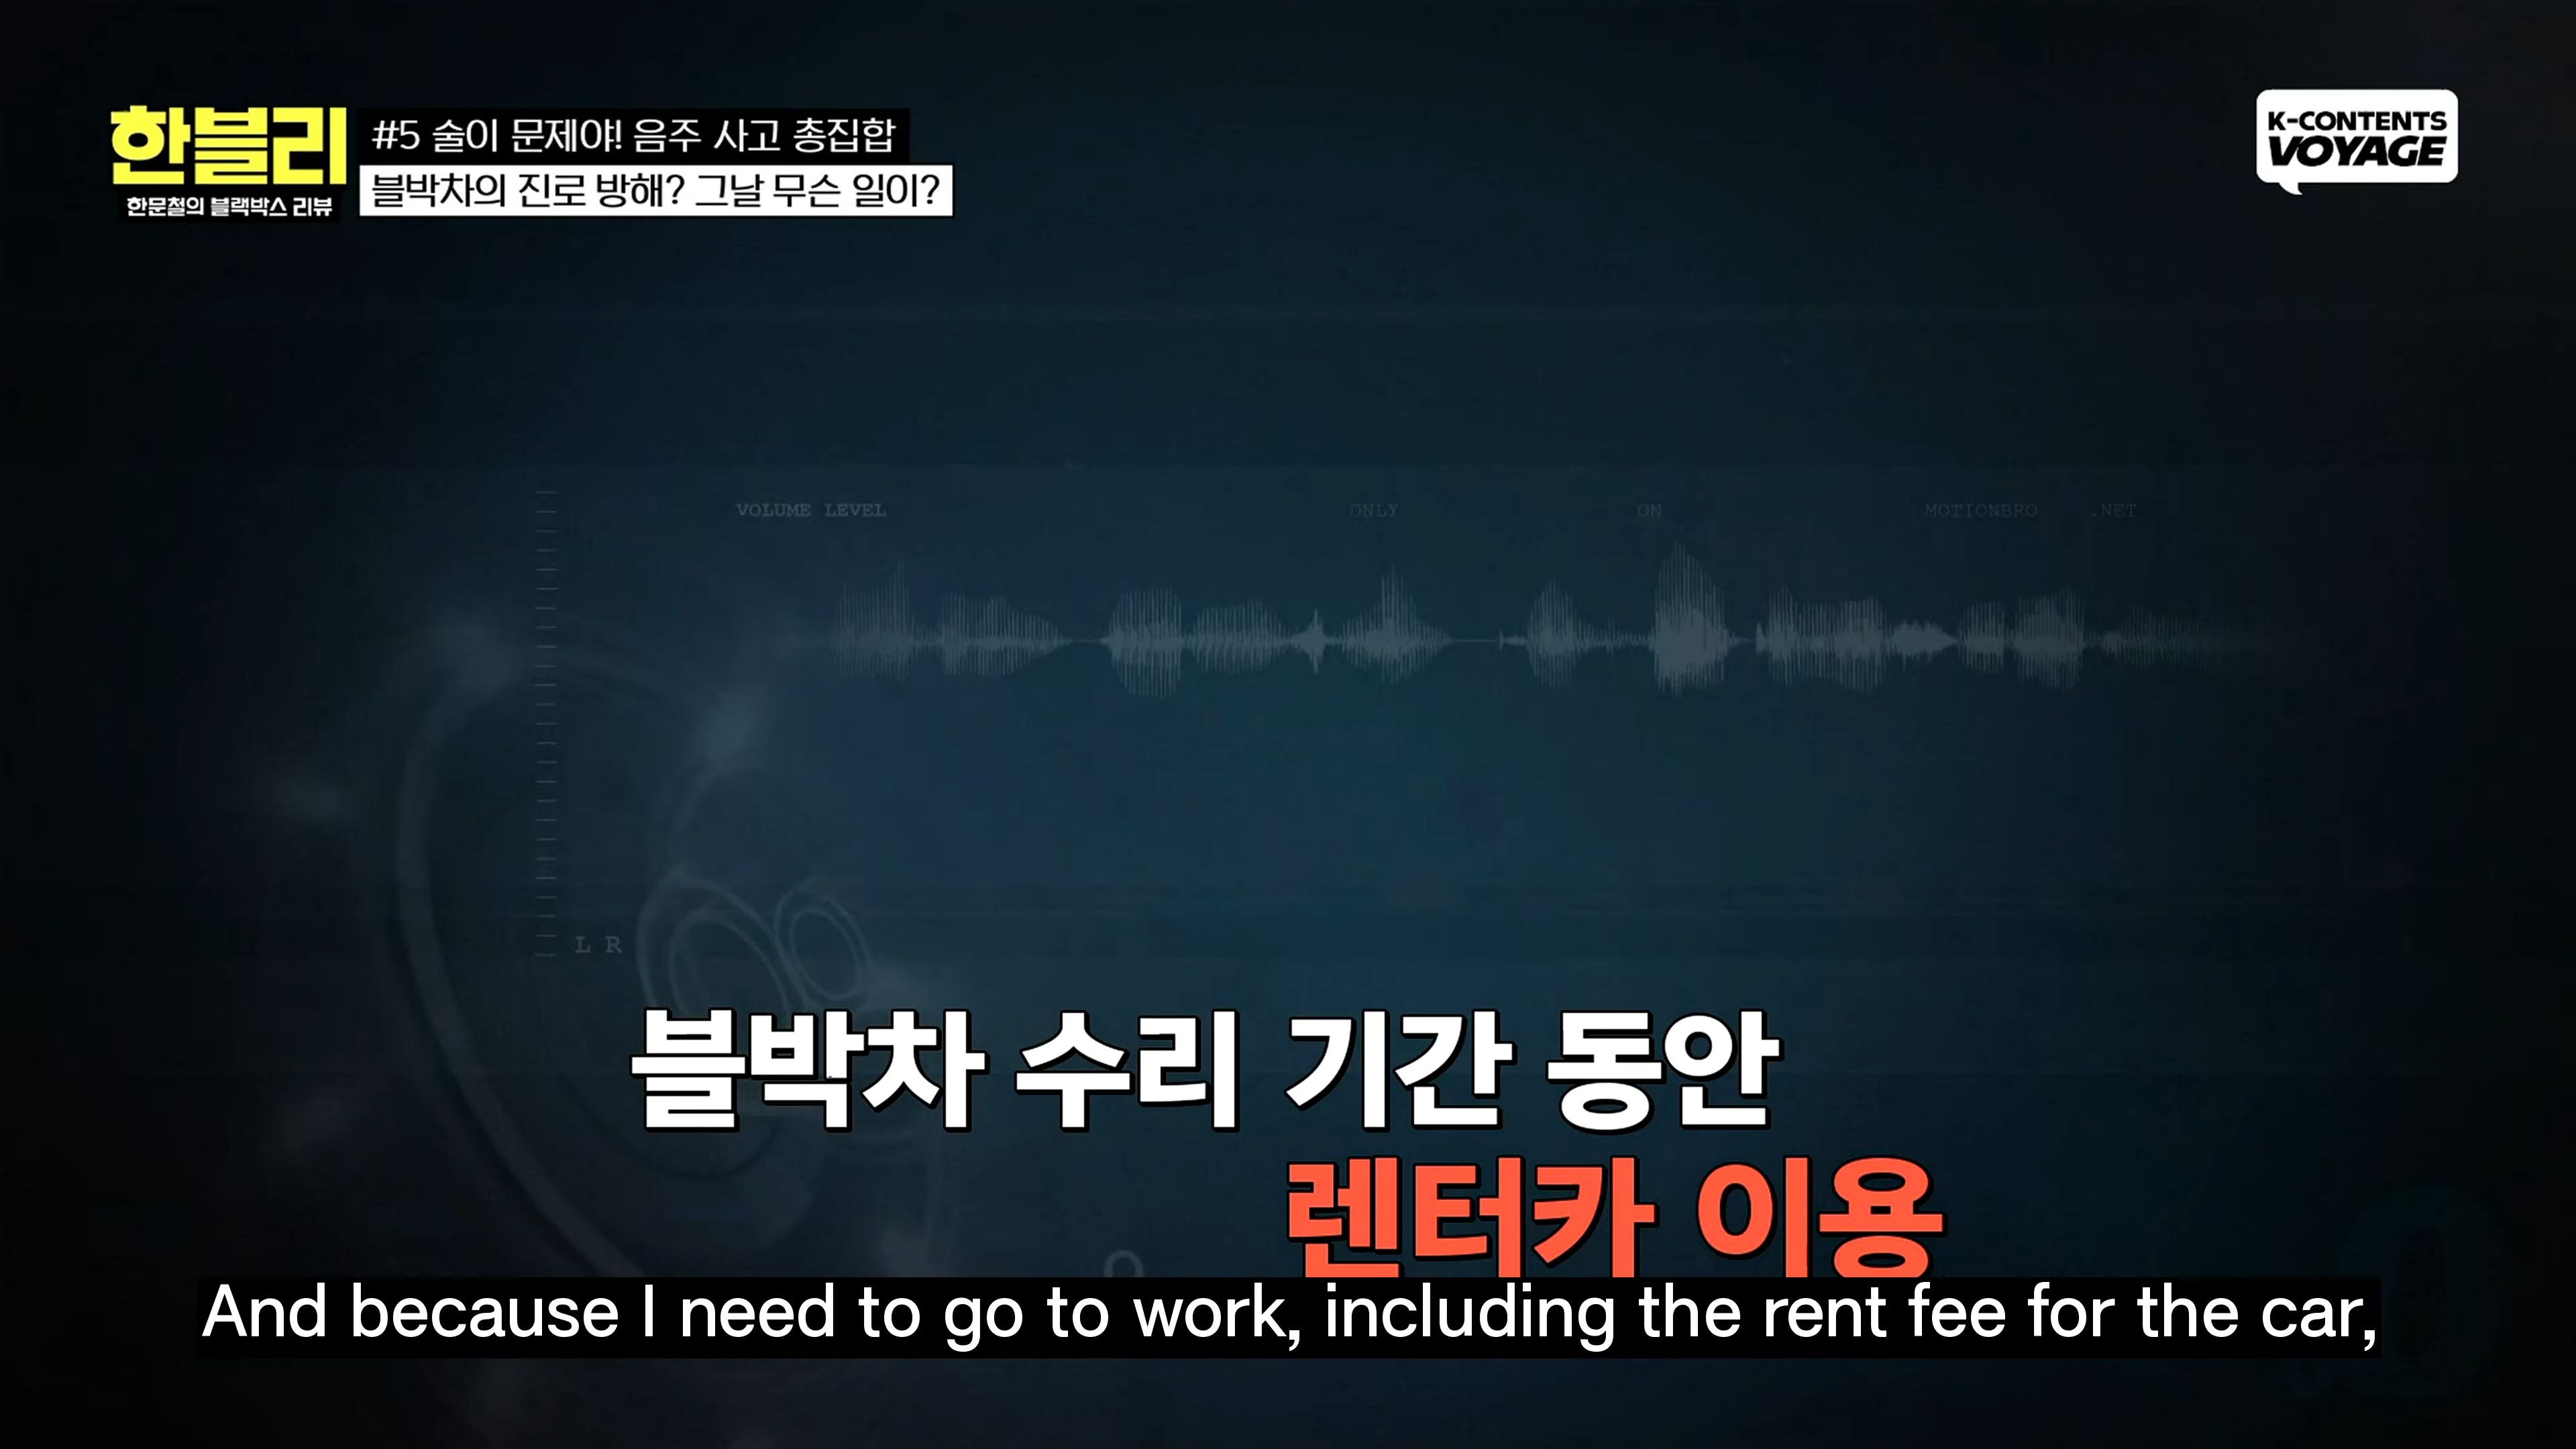 한블리
한문철의 블랙박스 리뷰
#5 술이 문제야! 음주 사고 총집합
블박차의 진로 방해? 그날 무슨 일이?
K-CONTENTS
VOYAGE
VOLUME LEVEL ONLY ON MOTIONBRO .NET
L R
블박차 수리 기간 동안
렌터카 이용
And because I need to go to work, including the rent fee for the car,